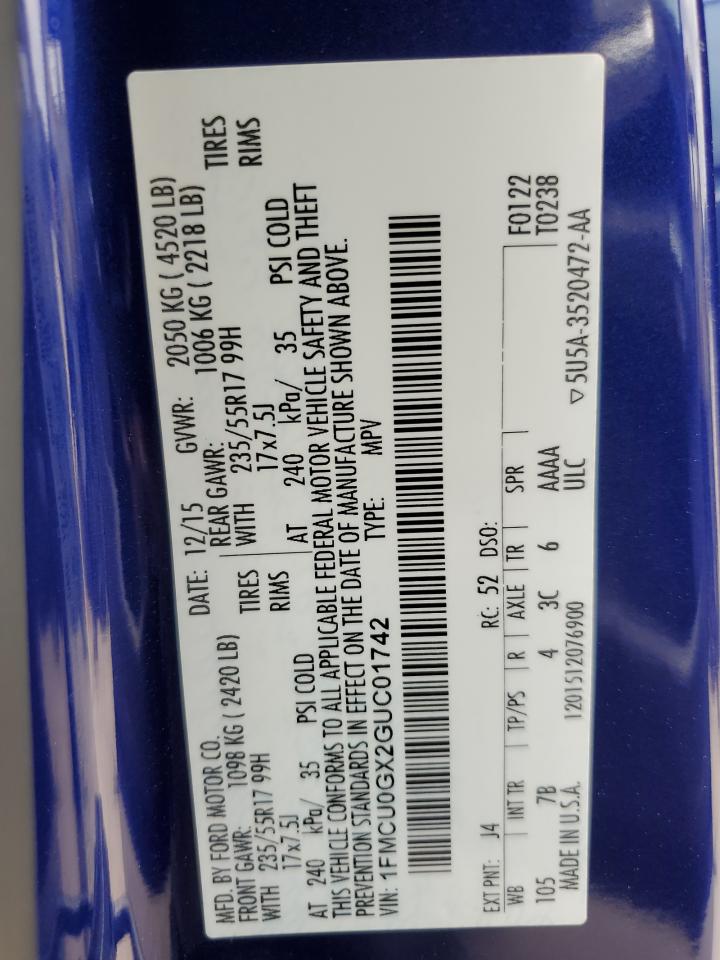 MFD. BY FORD MOTOR CO. DATE: 12/15 GVWR: 2050 KG ( 4520 LB)
FRONT GAWR: 1098 KG ( 2420 LB) REAR GAWR: 1006 KG ( 2218 LB)
WITH 235/55R17 99H TIRES WITH 235/55R17 99H TIRES
17x7.5J RIMS 17x7.5J RIMS
AT 240 kPa/ 35 PSI COLD AT 240 kPa/ 35 PSI COLD
THIS VEHICLE CONFORMS TO ALL APPLICABLE FEDERAL MOTOR VEHICLE SAFETY AND THEFT
PREVENTION STANDARDS IN EFFECT ON THE DATE OF MANUFACTURE SHOWN ABOVE.
VIN: 1FMCU0GX2GUC01742 TYPE: MPV
EXT PNT: J4 RC: 52 DSO:
WB INT TR TP/PS R AXLE TR SPR F0122
105 7B 4 3C 6 AAAA T0238
MADE IN U.S.A. 1201512076900 ULC ▽ 5U5A-3520472-AA